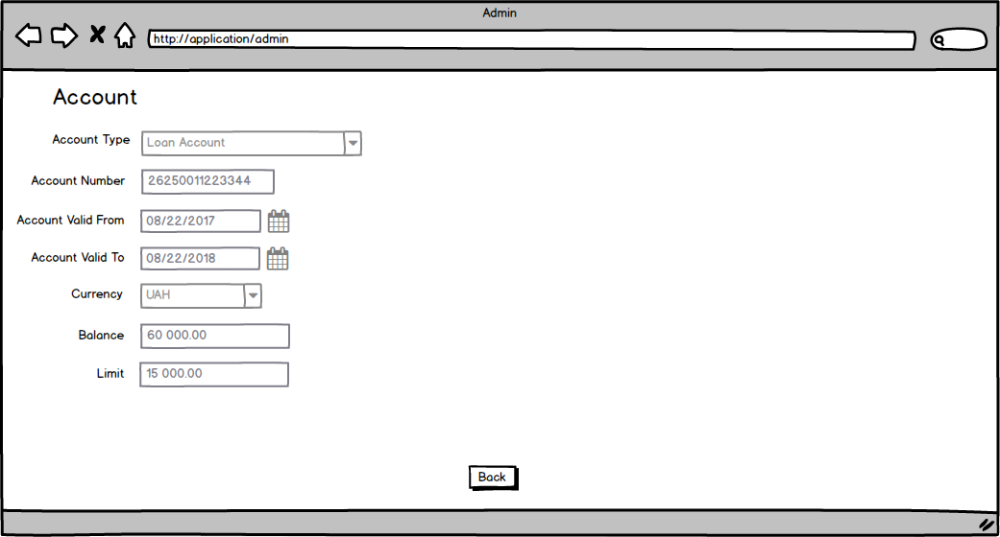 Admin
http://application/admin
Account
Account Type Loan Account
Account Number 26250011223344
Account Valid From 08/22/2017
Account Valid To 08/22/2018
Currency UAH
Balance 60 000.00
Limit 15 000.00
Back